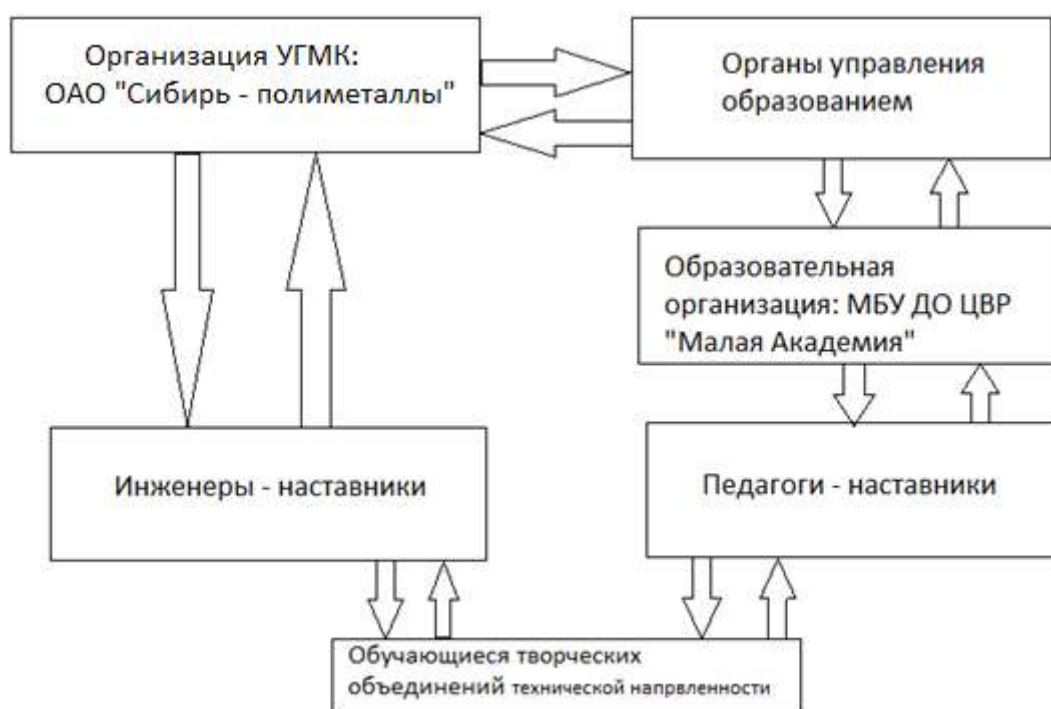 Организация УГМК:
ОАО "Сибирь - полиметаллы"
Органы управления
образованием
Образовательная
организация: МБУ ДО ЦВР
"Малая Академия"
Инженеры - наставники
Педагоги - наставники
Обучающиеся творческих
объединений технической напрвленности